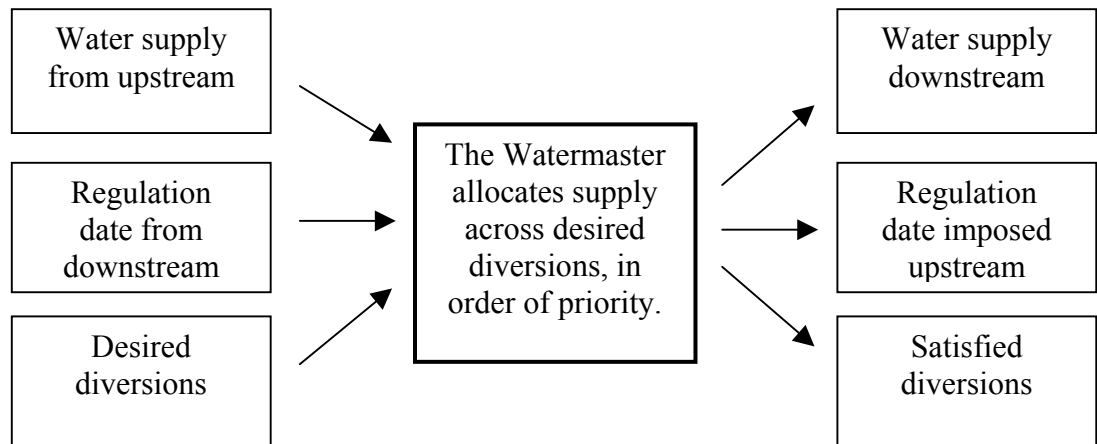 Water supply
from upstream
Regulation
date from
downstream
Desired
diversions
The Watermaster
allocates supply
across desired
diversions, in
order of priority.
Water supply
downstream
Regulation
date imposed
upstream
Satisfied
diversions